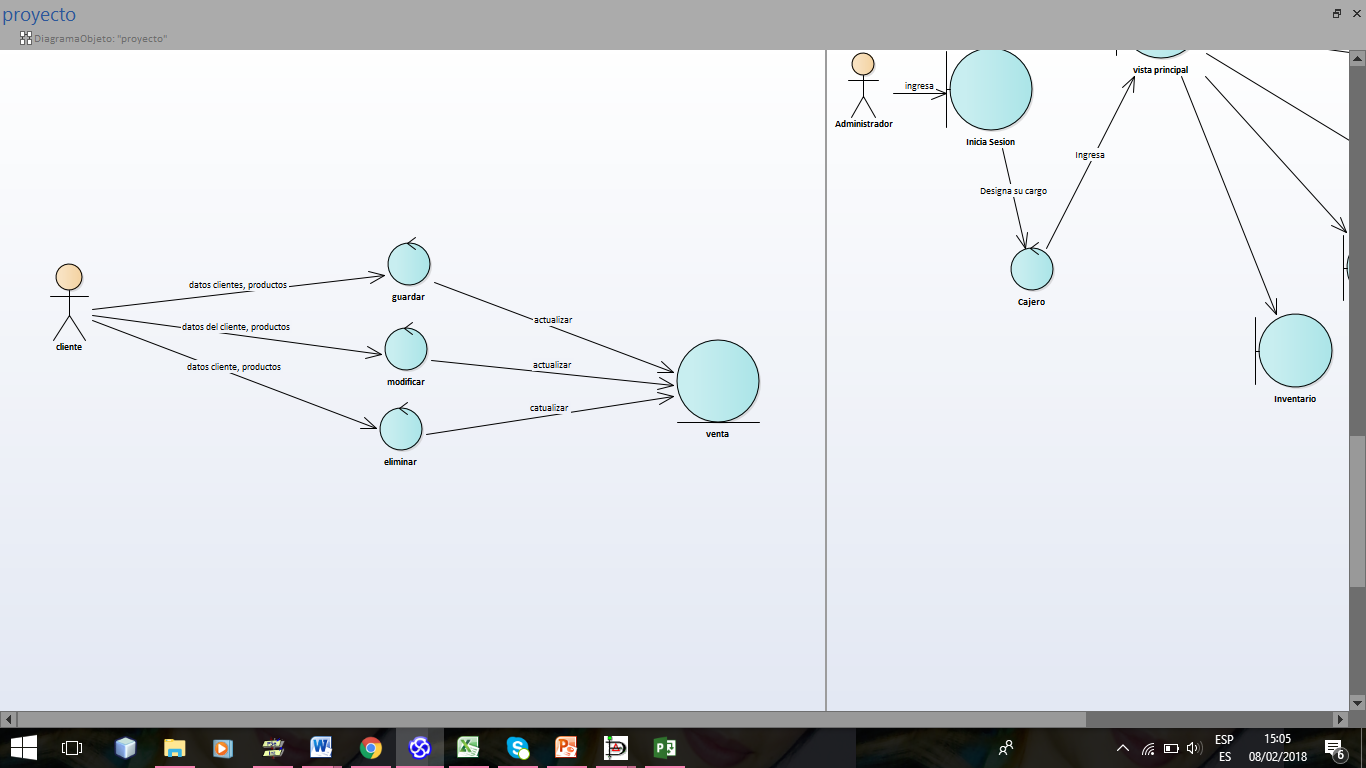 proyecto
DiagramaObjeto: "proyecto"
datos clientes, productos
guardar
actualizar
cliente
datos del cliente, productos
modificar
actualizar
datos cliente, productos
eliminar
catualizar
venta
Administrador
ingresa
Inicia Sesion
vista principal
Designa su cargo
Ingresa
Cajero
Inventario
ESP
ES
15:05
08/02/2018
6